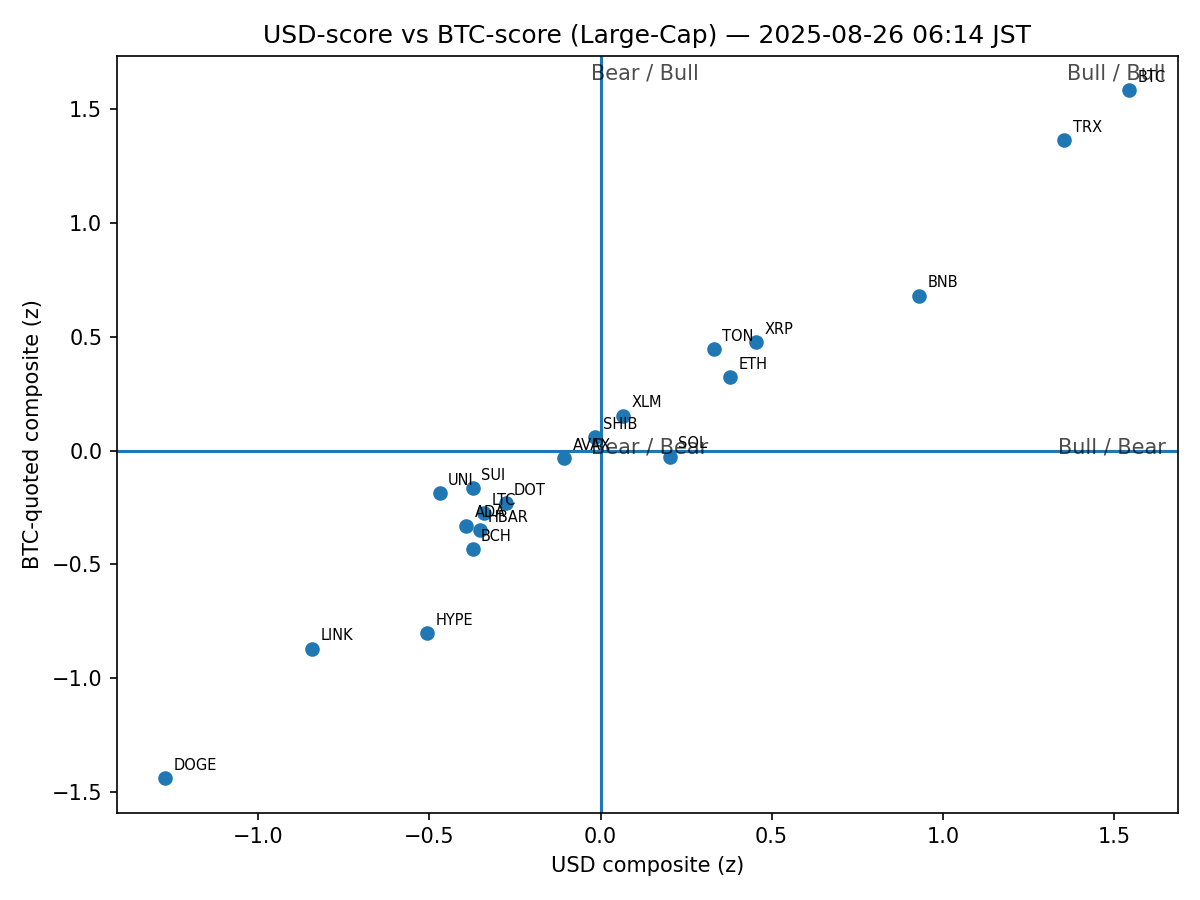 USD-score vs BTC-score (Large-Cap) — 2025-08-26 06:14 JST
Bear / Bull
Bull / Bull
BTC
TRX
BNB
XRP
TON
ETH
XLM
SHIB
AVAX
Bear / Bear
SOL
Bull / Bear
UNI
SUI
DOT
LTC
ADA
HBAR
BCH
HYPE
LINK
DOGE
1.5
1.0
0.5
0.0
−0.5
−1.0
−1.5
BTC-quoted composite (z)
−1.0
−0.5
0.0
0.5
1.0
1.5
USD composite (z)